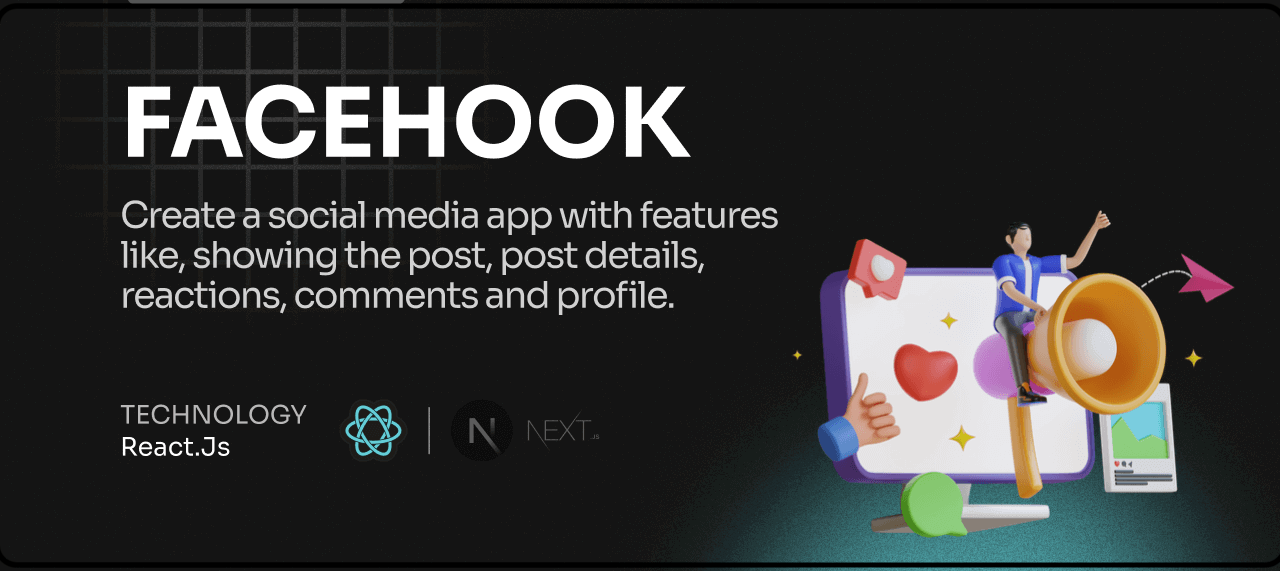 FACEHOOK
Create a social media app with features
like, showing the post, post details,
reactions, comments and profile.
TECHNOLOGY
React.Js
N
NEXT.JS